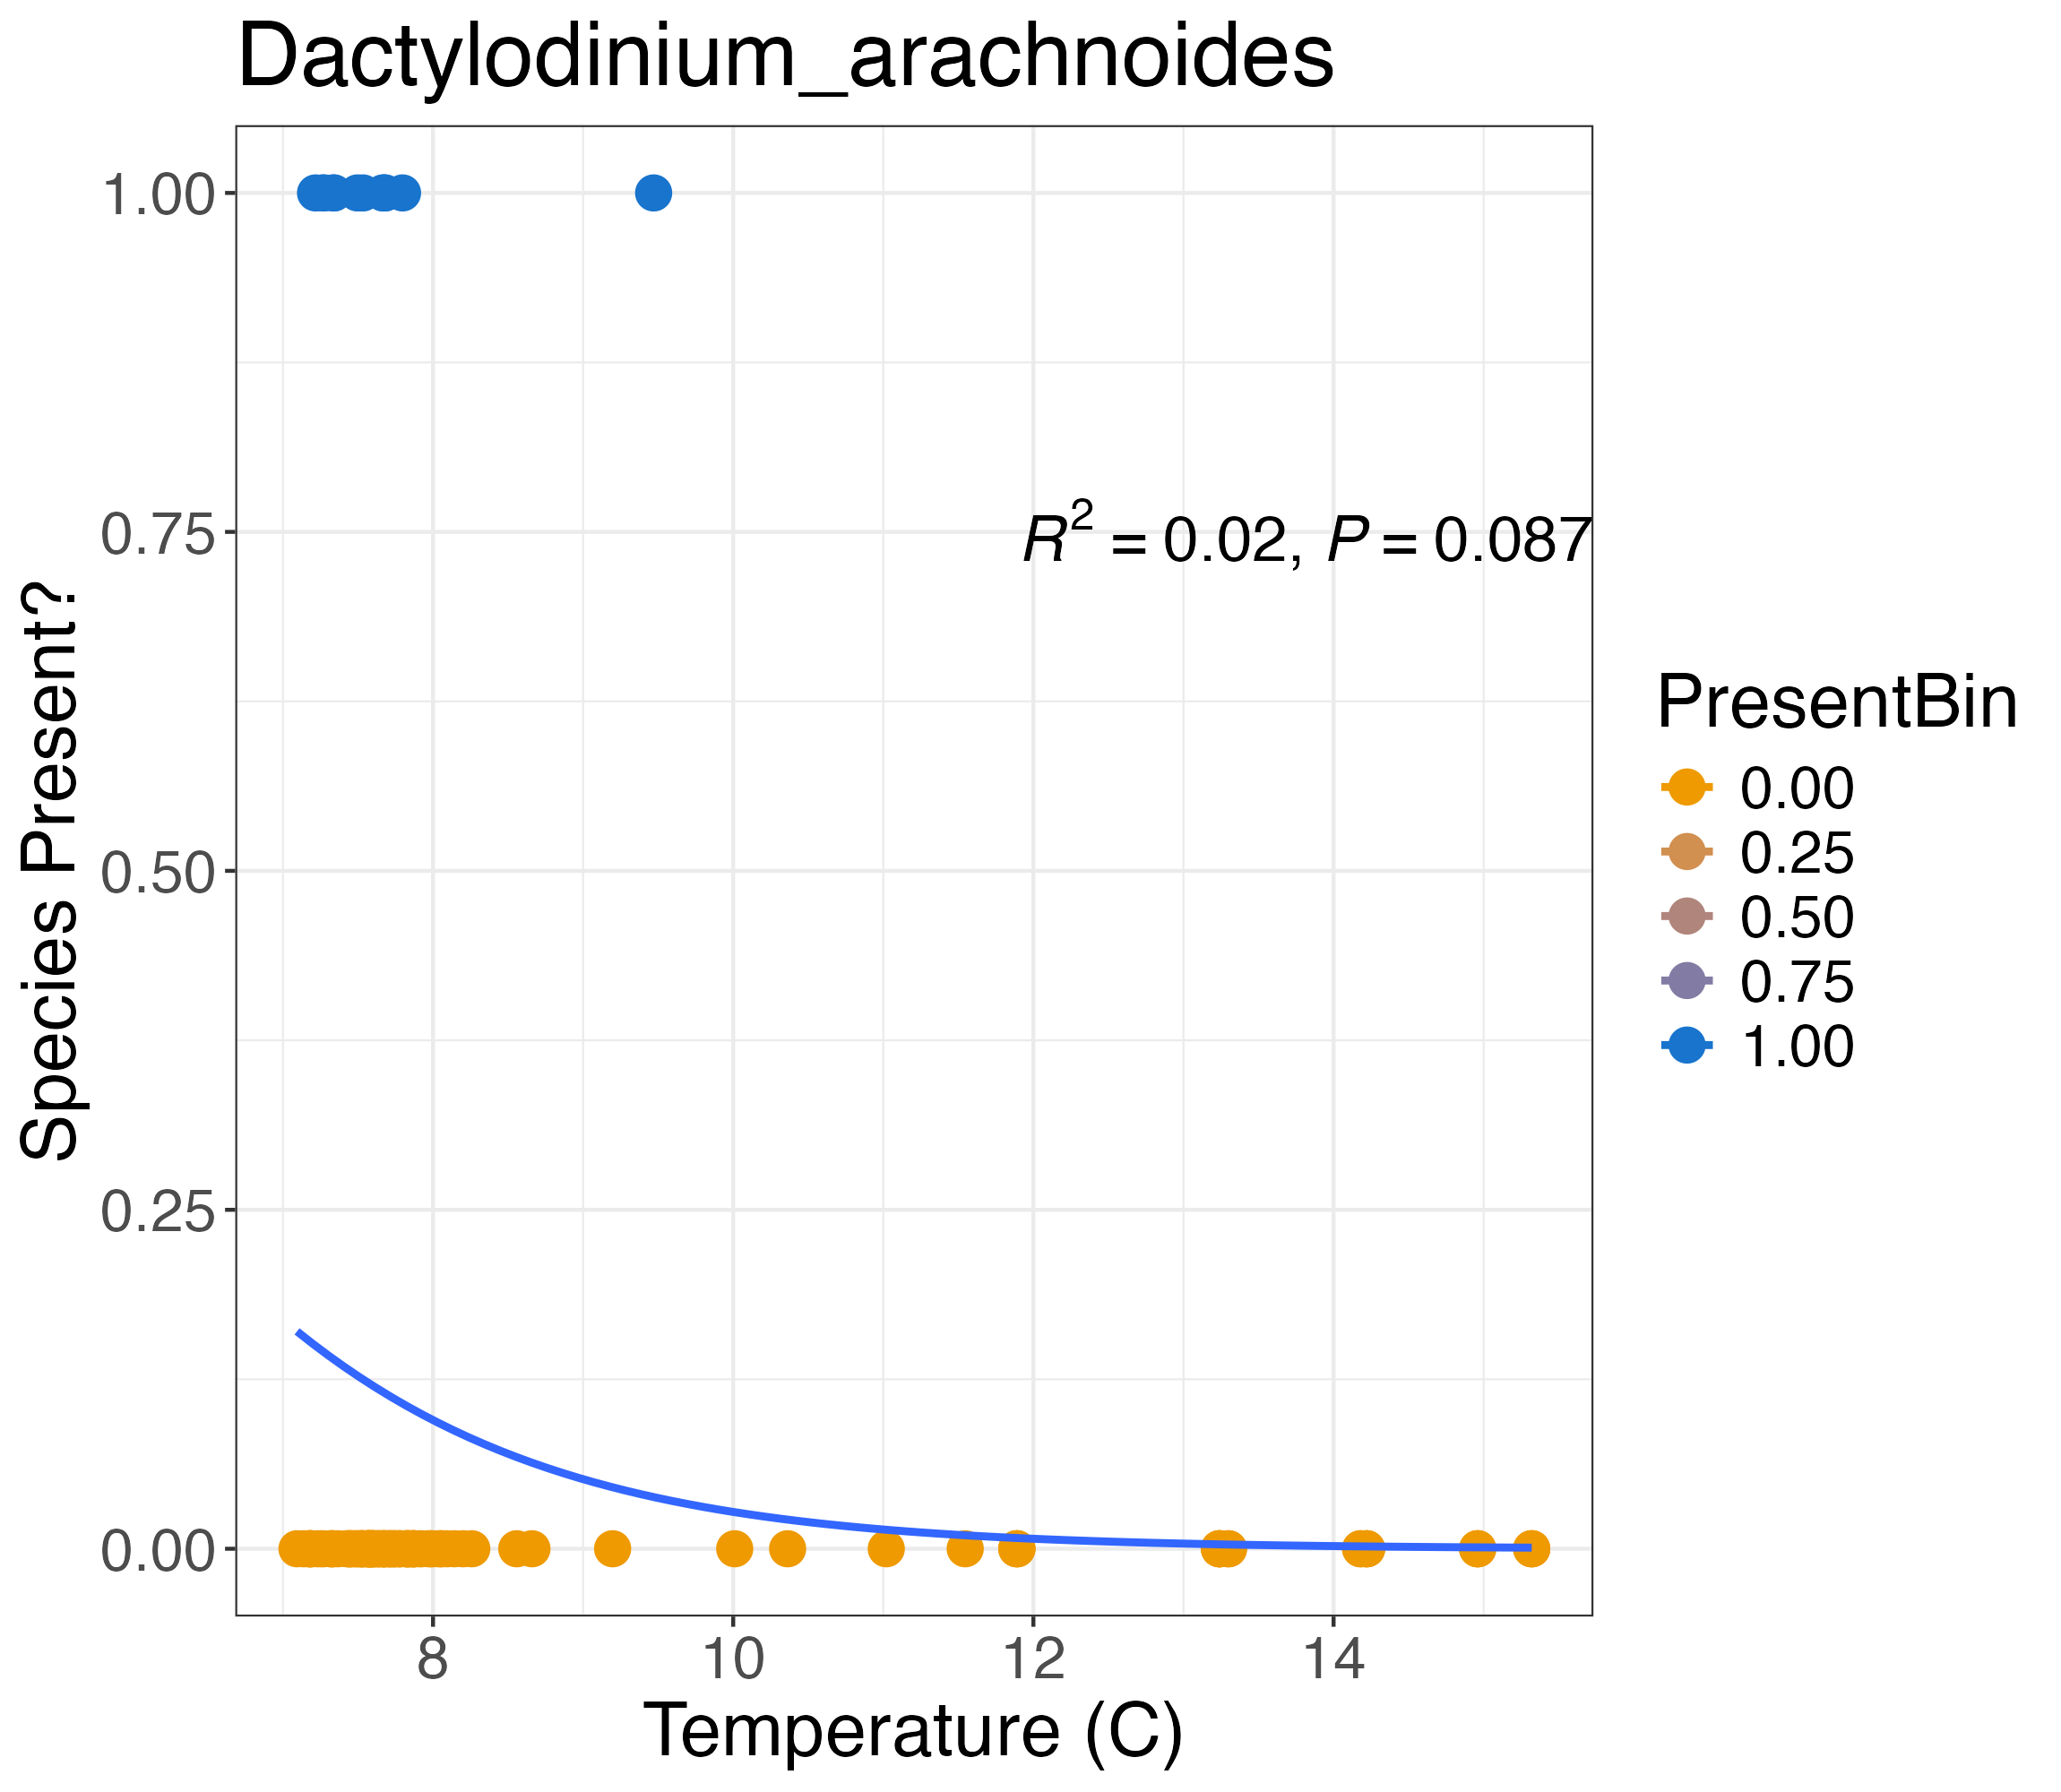 Dactylodinium_arachnoides
1.00
0.75
0.50
0.25
0.00
Species Present?
R² = 0.02, P = 0.087
8 10 12 14
Temperature (C)
PresentBin
0.00
0.25
0.50
0.75
1.00